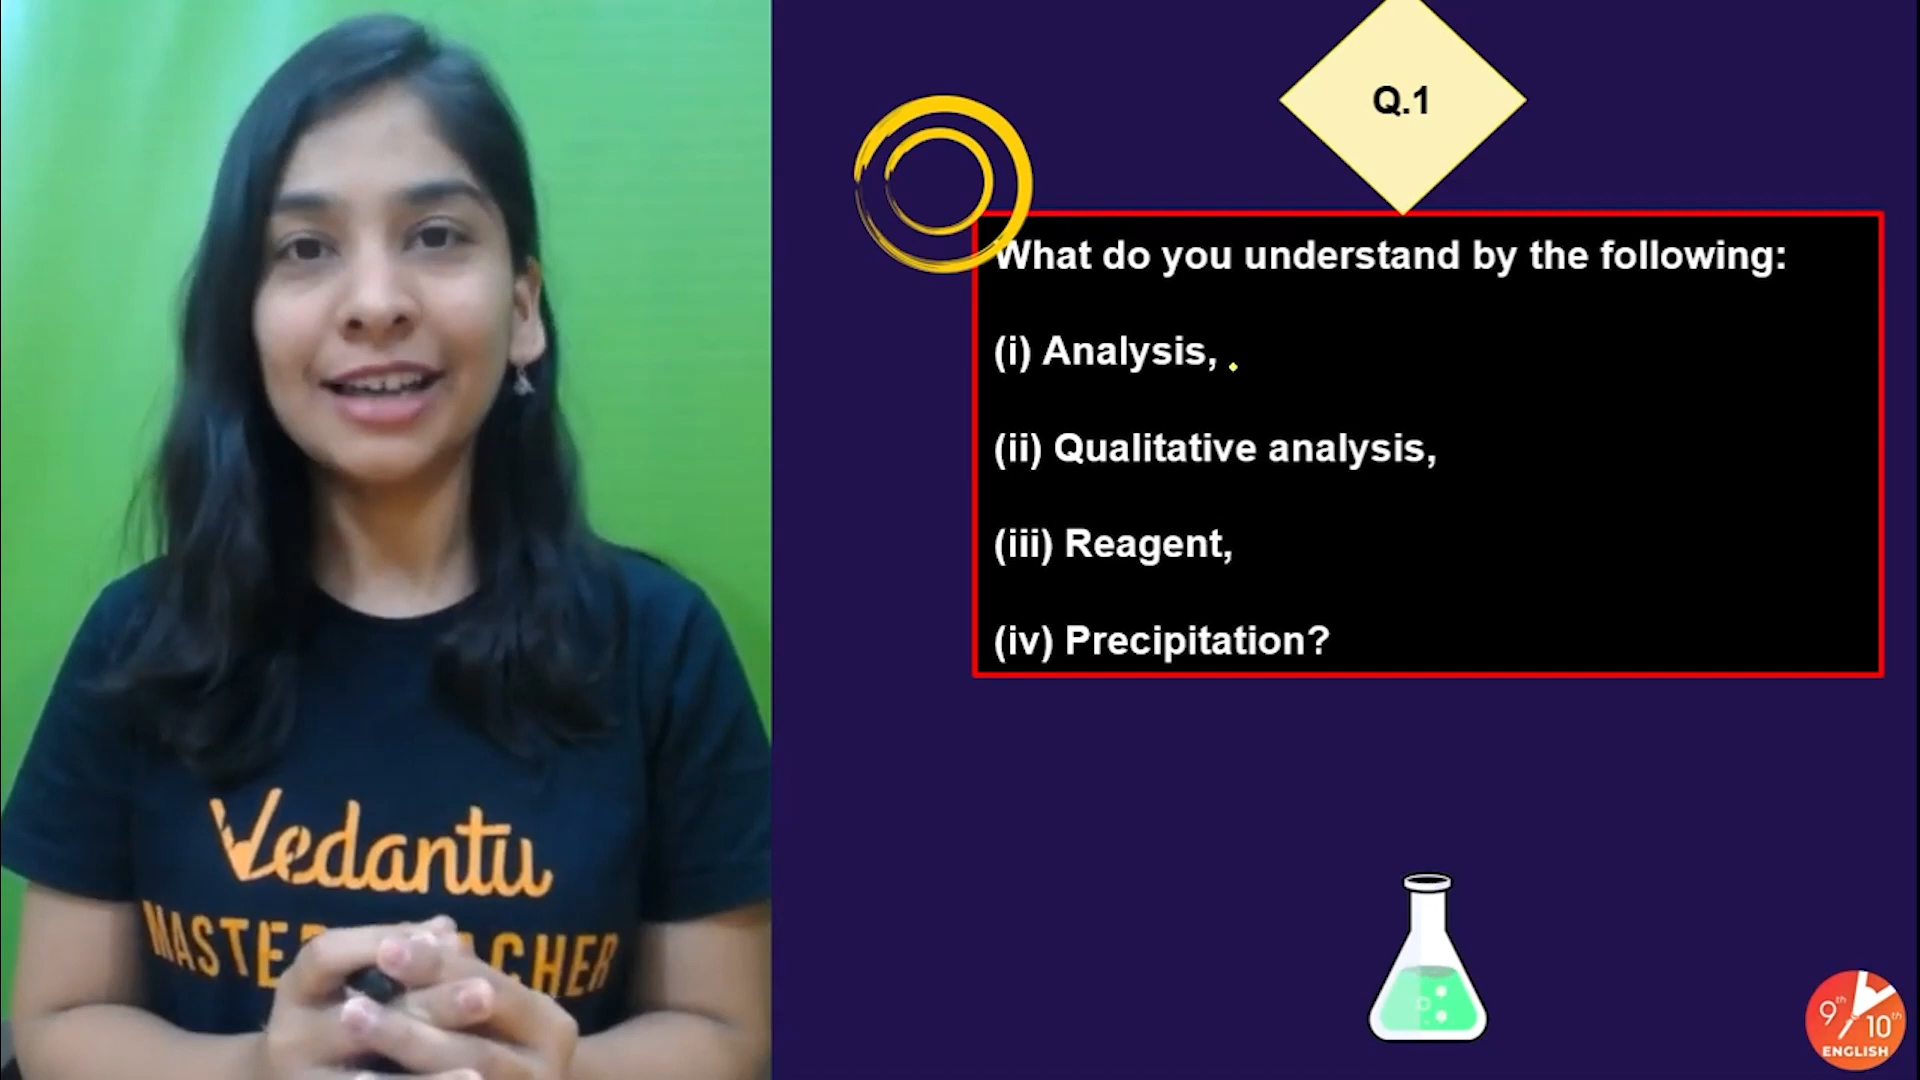 Q.1
What do you understand by the following:
(i) Analysis,
(ii) Qualitative analysis,
(iii) Reagent,
(iv) Precipitation?
Vedantu
9th
10th
ENGLISH